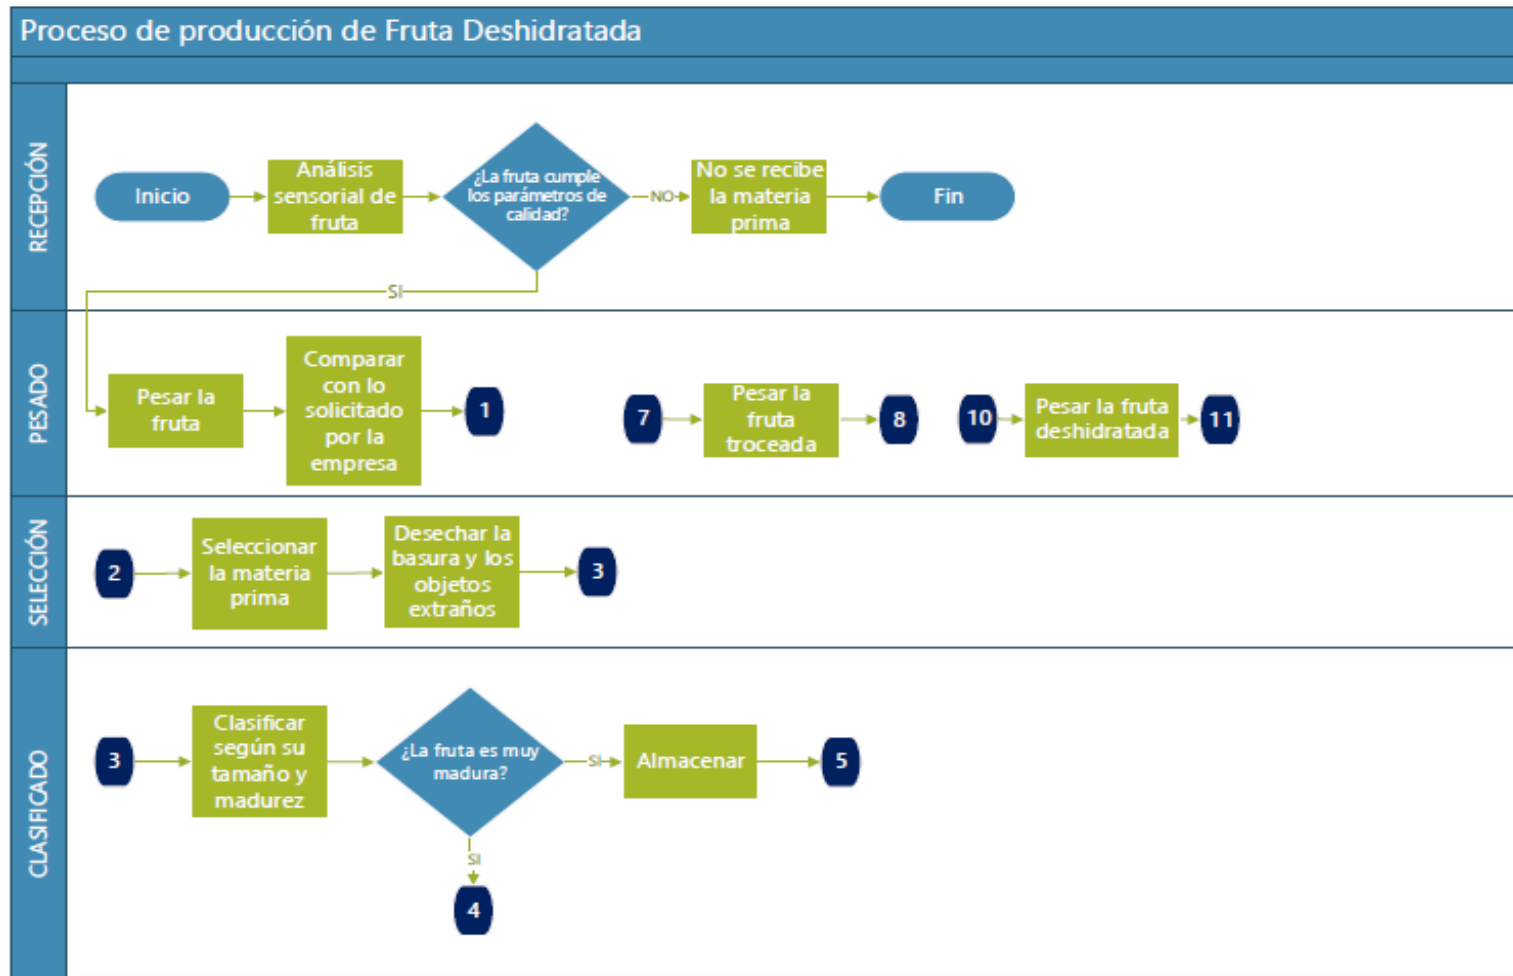 Proceso de producción de Fruta Deshidratada
RECEPCIÓN
Inicio
Análisis
sensorial de
fruta
¿La fruta cumple
los parámetros de
calidad?
NO
No se recibe
la materia
prima
Fin
SI
PESADO
Pesar la
fruta
Comparar
con lo
solicitado
por la
empresa
1
7
Pesar la
fruta
troceada
8
10
Pesar la fruta
deshidratada
11
SELECCIÓN
2
Seleccionar
la materia
prima
Desechar la
basura y los
objetos
extraños
3
CLASIFICADO
3
Clasificar
según su
tamaño y
madurez
¿La fruta es muy
madura?
SI
Almacenar
5
SI
4